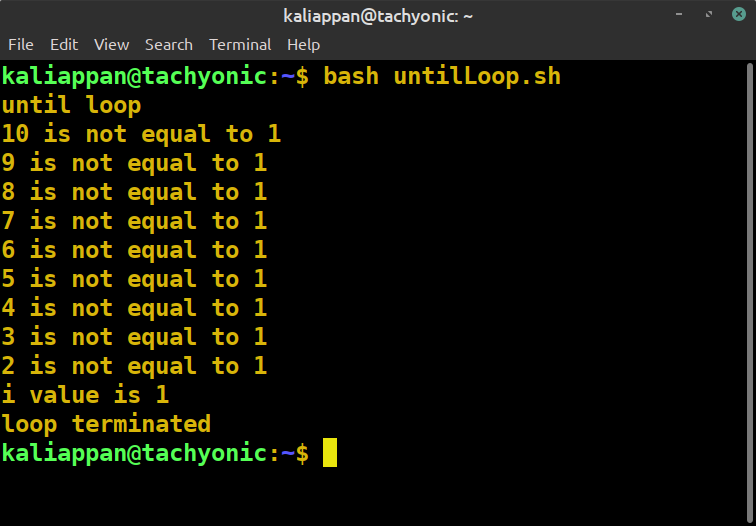 kaliappan@tachyonic: ~
File Edit View Search Terminal Help
kaliappan@tachyonic:~$ bash untilLoop.sh
until loop
10 is not equal to 1
9 is not equal to 1
8 is not equal to 1
7 is not equal to 1
6 is not equal to 1
5 is not equal to 1
4 is not equal to 1
3 is not equal to 1
2 is not equal to 1
i value is 1
loop terminated
kaliappan@tachyonic:~$